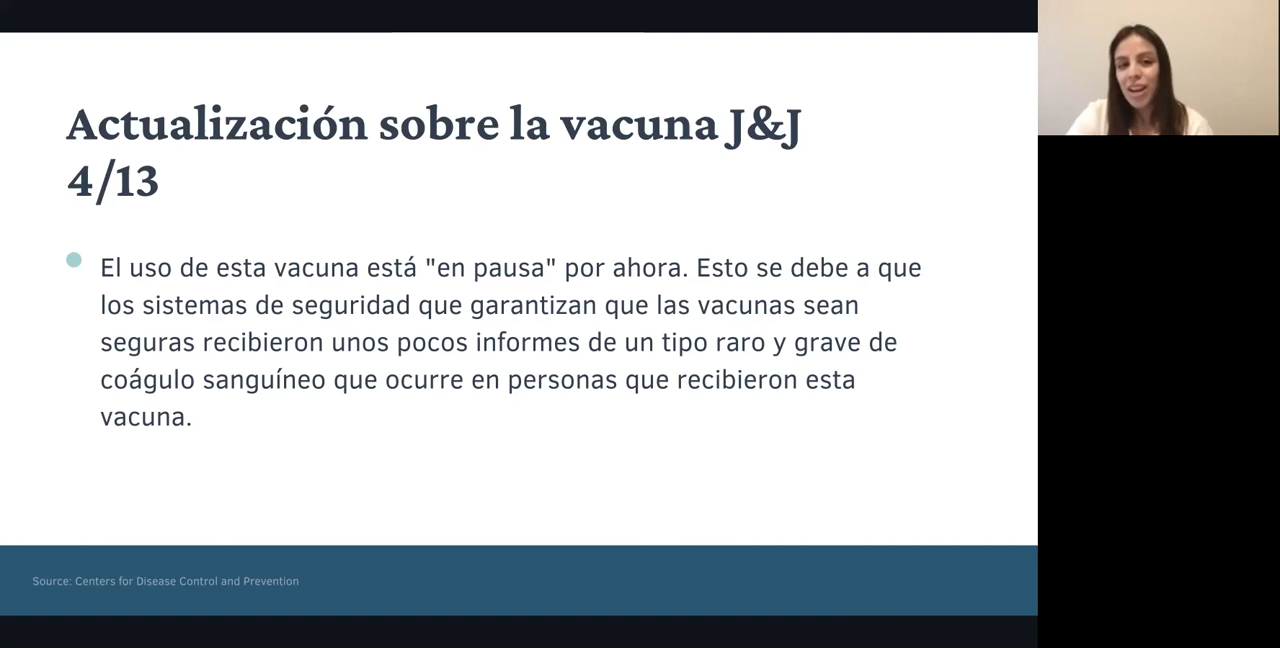 Actualización sobre la vacuna J&J
4/13
El uso de esta vacuna está "en pausa" por ahora. Esto se debe a que
los sistemas de seguridad que garantizan que las vacunas sean
seguras recibieron unos pocos informes de un tipo raro y grave de
coágulo sanguíneo que ocurre en personas que recibieron esta
vacuna.
Source: Centers for Disease Control and Prevention